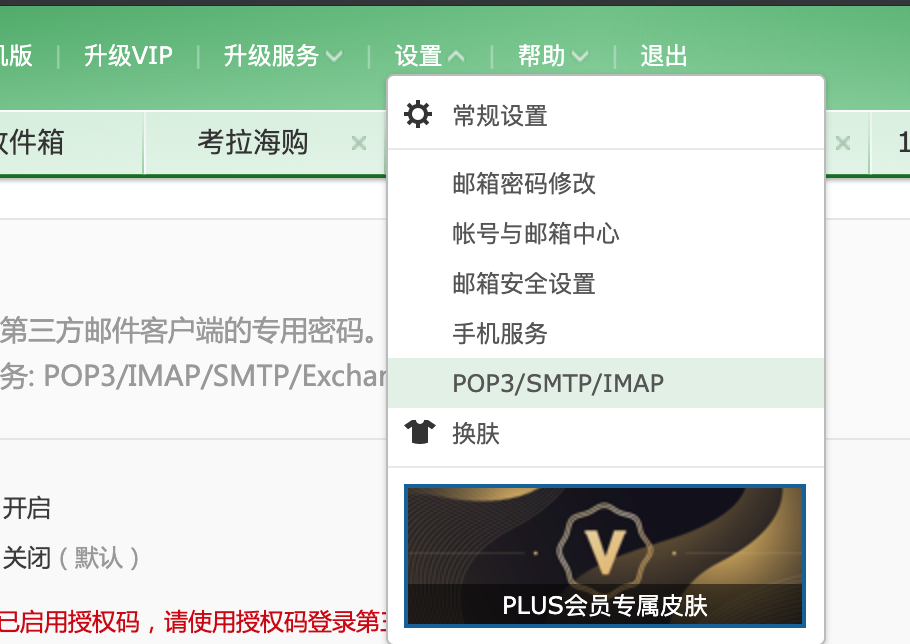 机版 升级VIP 升级服务 设置 帮助 退出
收件箱 考拉海购 1
常规设置
邮箱密码修改
帐号与邮箱中心
邮箱安全设置
手机服务
POP3/SMTP/IMAP
换肤
PLUS会员专属皮肤
第三方邮件客户端的专用密码。
务: POP3/IMAP/SMTP/Exchan
开启
关闭（默认）
已启用授权码，请使用授权码登录第三